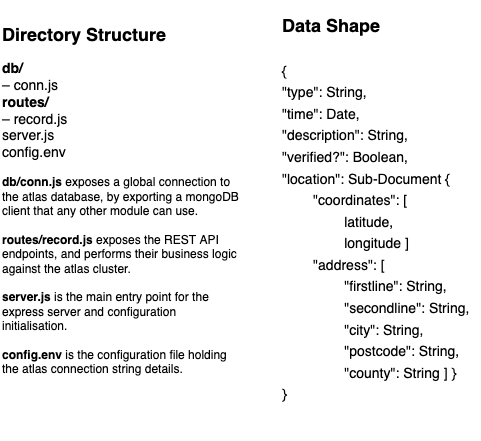 Directory Structure
db/
– conn.js
routes/
– record.js
server.js
config.env
db/conn.js exposes a global connection to
the atlas database, by exporting a mongoDB
client that any other module can use.
routes/record.js exposes the REST API
endpoints, and performs their business logic
against the atlas cluster.
server.js is the main entry point for the
express server and configuration
initialisation.
config.env is the configuration file holding
the atlas connection string details.
Data Shape
{
"type": String,
"time": Date,
"description": String,
"verified?": Boolean,
"location": Sub-Document {
"coordinates": [
latitude,
longitude ]
"address": [
"firstline": String,
"secondline": String,
"city": String,
"postcode": String,
"county": String ] }
}